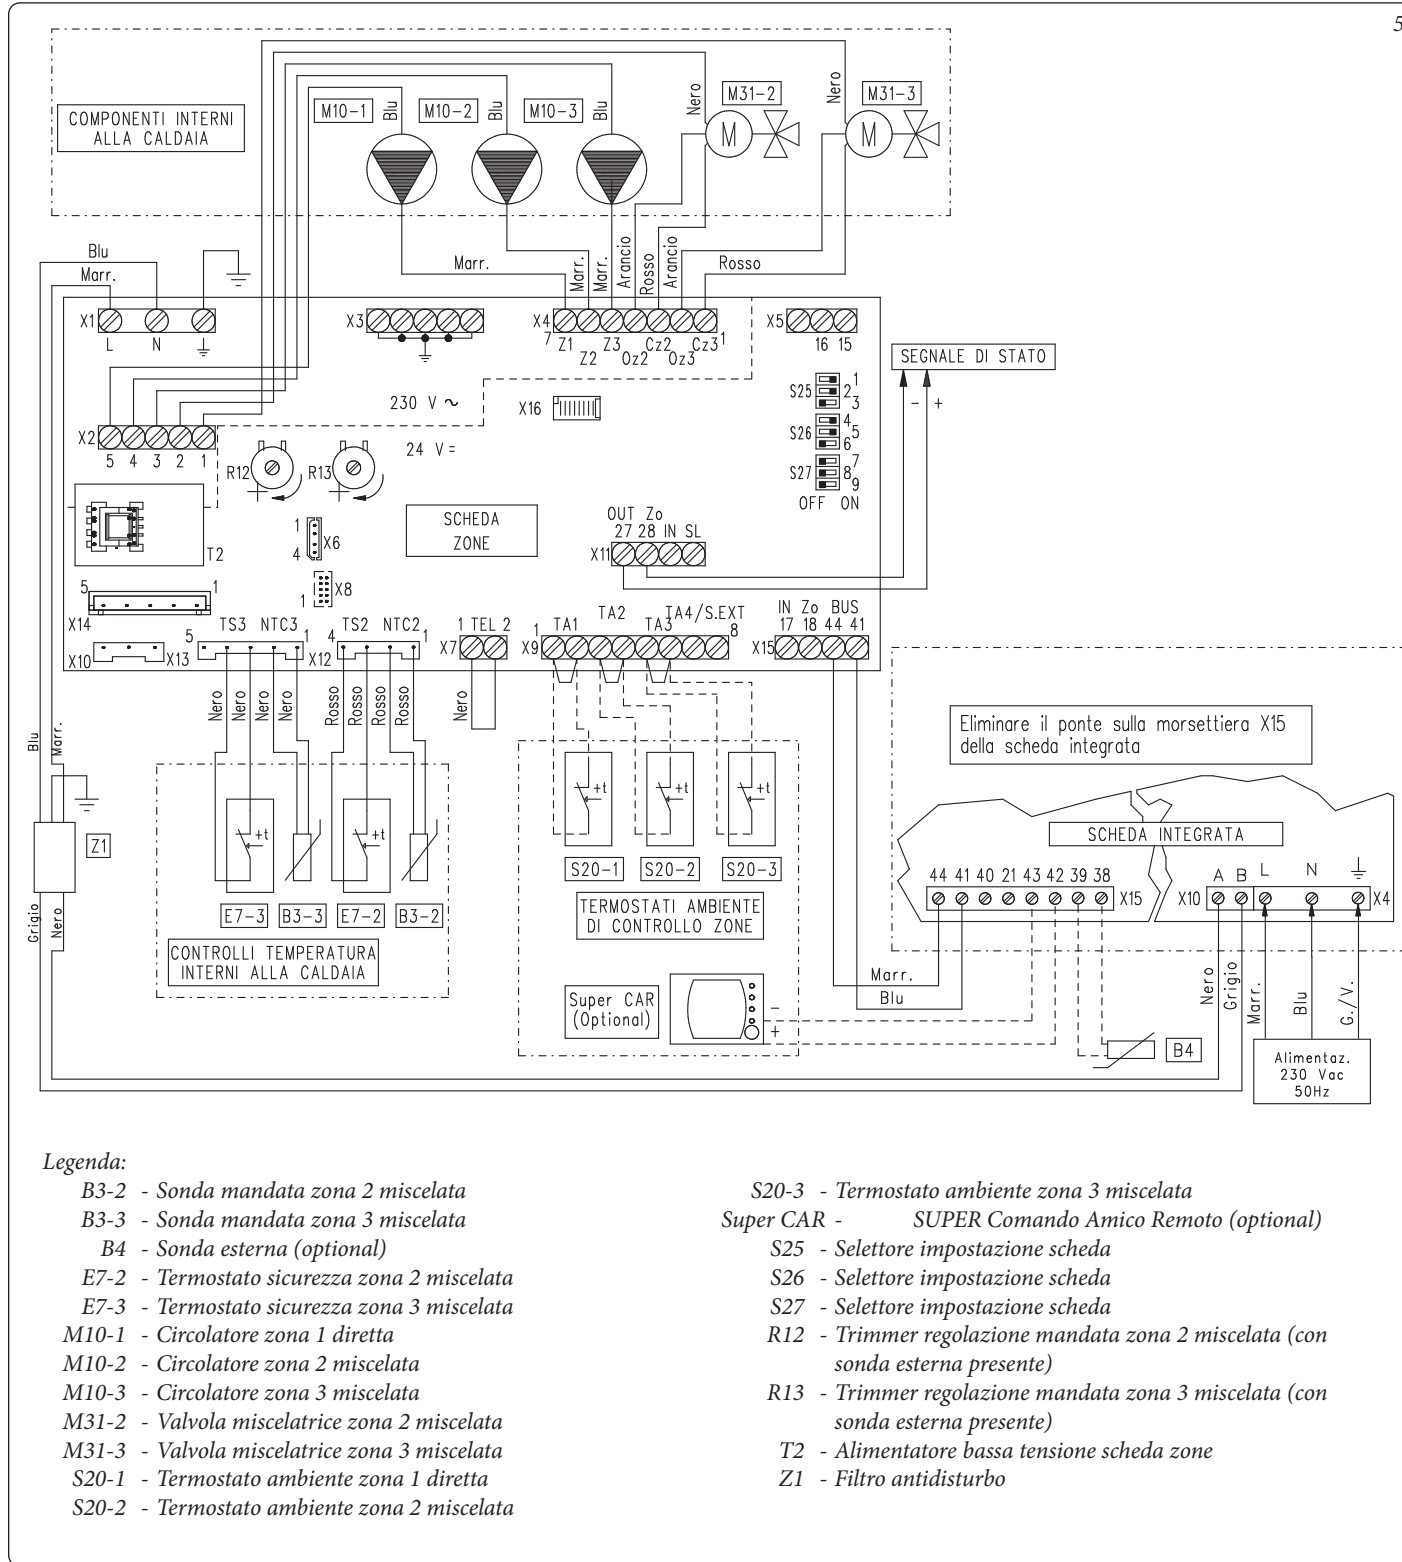 5
COMPONENTI INTERNI
ALLA CALDAIA
M10-1
Blu
M10-2
Blu
M10-3
Blu
Nero
M31-2
Nero
M31-3
M
M
Blu
Marr.
Marr.
Marr.
Marr.
Arancio
Rosso
Arancio
Rosso
X1
L N
X3
X4
7 Z1 Z3 Cz2 Cz3 1
Z2 Oz2 Oz3
X5
16 15
SEGNALE DI STATO
- +
S25
1
2
3
S26
4
5
6
S27
7
8
9
OFF ON
230 V ~
24 V =
X16
X2
5 4 3 2 1
R12
+
R13
+
T2
SCHEDA
ZONE
1
4
X6
1
X8
OUT Zo
27 28 IN SL
X11
5 1
X14
X10
X13
5 TS3 NTC3 1
X12
4 TS2 NTC2 1
1 TEL 2
X7
1 TA1 TA2 TA3 TA4/S.EXT 8
X9
IN Zo BUS
17 18 44 41
X15
Nero
Nero
Nero
Nero
Rosso
Rosso
Rosso
Rosso
Nero
Blu
Marr.
Z1
Grigio
Nero
+t
+t
E7-3
B3-3
E7-2
B3-2
CONTROLLI TEMPERATURA
INTERNI ALLA CALDAIA
+t
+t
+t
S20-1
S20-2
S20-3
TERMOSTATI AMBIENTE
DI CONTROLLO ZONE
Super CAR
(Optional)
-
+
Eliminare il ponte sulla morsettiera X15
della scheda integrata
SCHEDA INTEGRATA
44 41 40 21 43 42 39 38
X15
X10
A B L N
X4
Marr.
Blu
Nero
Grigio
Marr.
Blu
G./V.
B4
Alimentaz.
230 Vac
50Hz
Legenda:
B3-2 - Sonda mandata zona 2 miscelata
B3-3 - Sonda mandata zona 3 miscelata
B4 - Sonda esterna (optional)
E7-2 - Termostato sicurezza zona 2 miscelata
E7-3 - Termostato sicurezza zona 3 miscelata
M10-1 - Circolatore zona 1 diretta
M10-2 - Circolatore zona 2 miscelata
M10-3 - Circolatore zona 3 miscelata
M31-2 - Valvola miscelatrice zona 2 miscelata
M31-3 - Valvola miscelatrice zona 3 miscelata
S20-1 - Termostato ambiente zona 1 diretta
S20-2 - Termostato ambiente zona 2 miscelata
S20-3 - Termostato ambiente zona 3 miscelata
Super CAR - SUPER Comando Amico Remoto (optional)
S25 - Selettore impostazione scheda
S26 - Selettore impostazione scheda
S27 - Selettore impostazione scheda
R12 - Trimmer regolazione mandata zona 2 miscelata (con
sonda esterna presente)
R13 - Trimmer regolazione mandata zona 3 miscelata (con
sonda esterna presente)
T2 - Alimentatore bassa tensione scheda zone
Z1 - Filtro antidisturbo